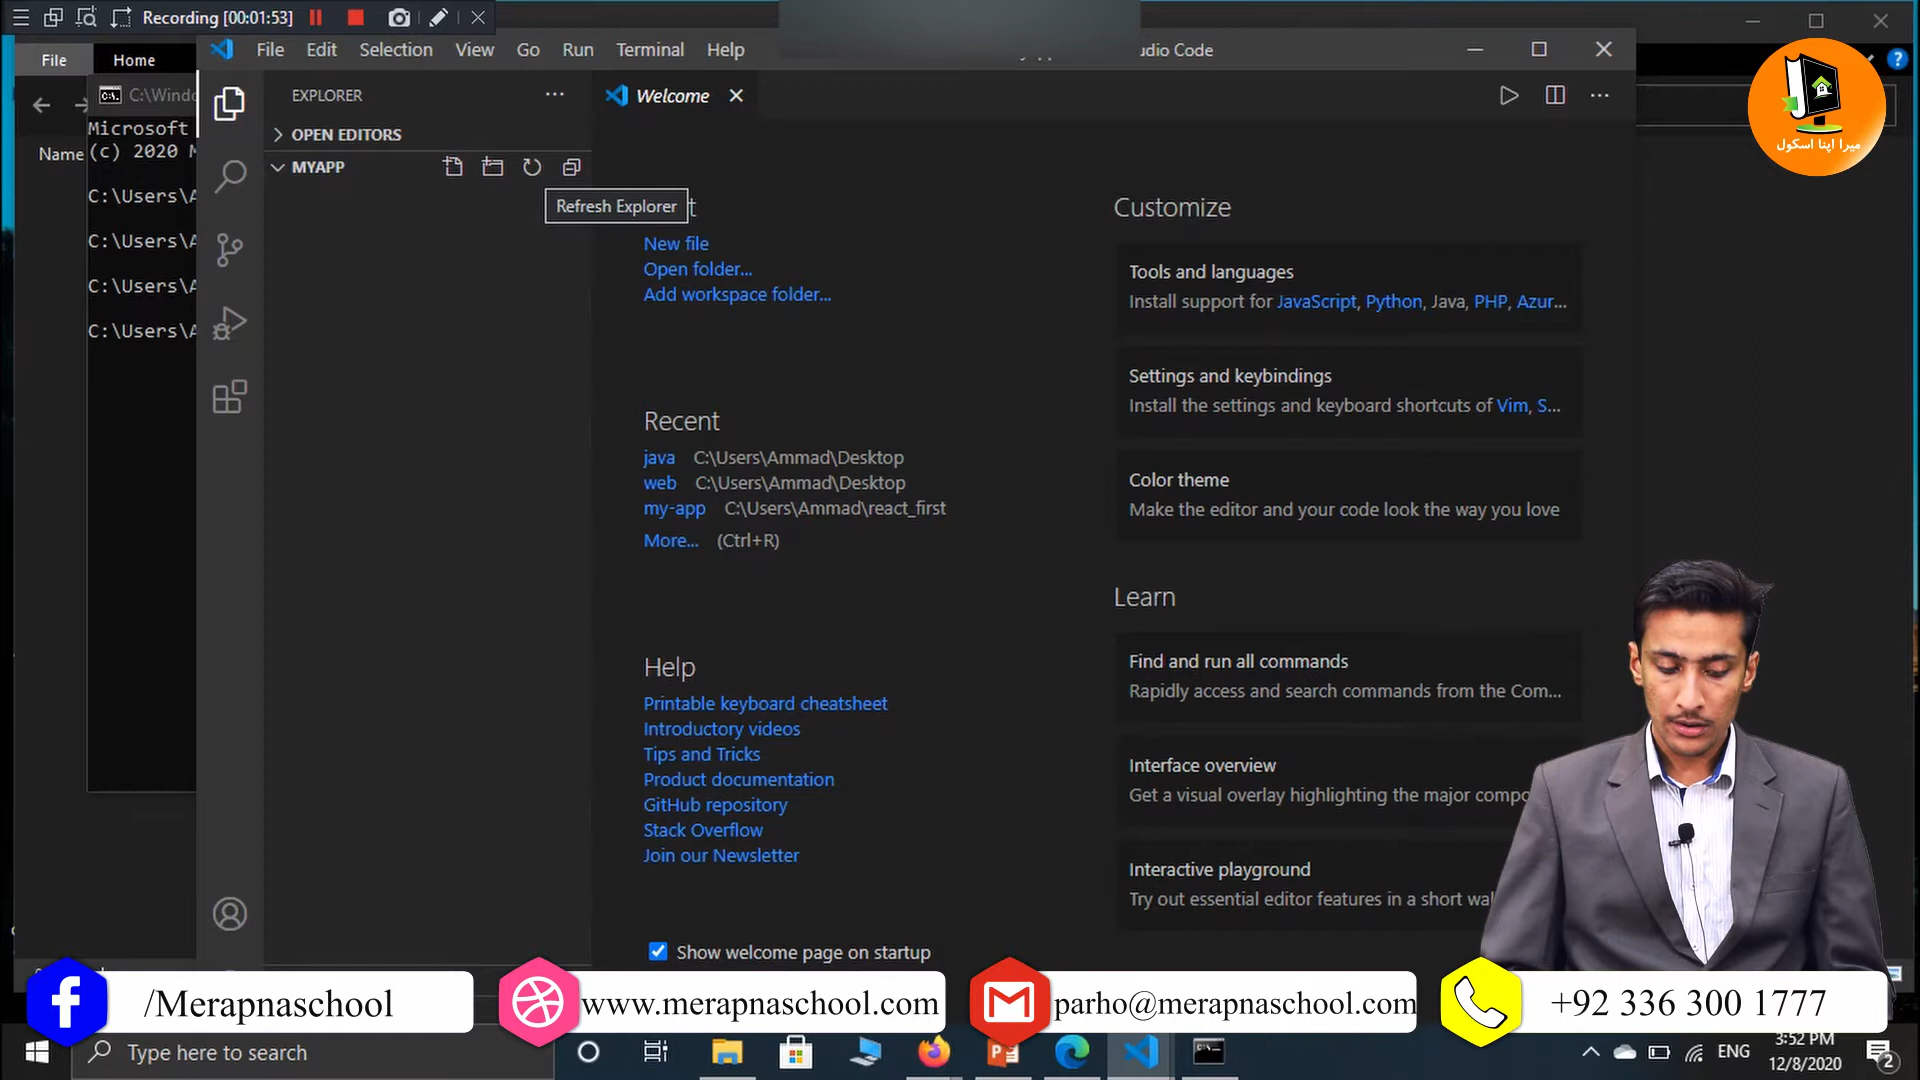 Recording [00:01:53]
File
Home
File Edit Selection View Go Run Terminal Help
udio Code
C:\Windo
Microsoft
(c) 2020 M
Name
C:\Users\A
C:\Users\A
C:\Users\A
C:\Users\A
EXPLORER
OPEN EDITORS
MYAPP
Refresh Explorer
Welcome
t
New file
Open folder...
Add workspace folder...
Recent
java C:\Users\Ammad\Desktop
web C:\Users\Ammad\Desktop
my-app C:\Users\Ammad\react_first
More... (Ctrl+R)
Help
Printable keyboard cheatsheet
Introductory videos
Tips and Tricks
Product documentation
GitHub repository
Stack Overflow
Join our Newsletter
Show welcome page on startup
Customize
Tools and languages
Install support for JavaScript, Python, Java, PHP, Azur...
Settings and keybindings
Install the settings and keyboard shortcuts of Vim, S...
Color theme
Make the editor and your code look the way you love
Learn
Find and run all commands
Rapidly access and search commands from the Com...
Interface overview
Get a visual overlay highlighting the major compo
Interactive playground
Try out essential editor features in a short wal
میرا اپنا اسکول
/Merapnaschool
www.merapnaschool.com
parho@merapnaschool.com
+92 336 300 1777
Type here to search
ENG
3:52 PM
12/8/2020
2